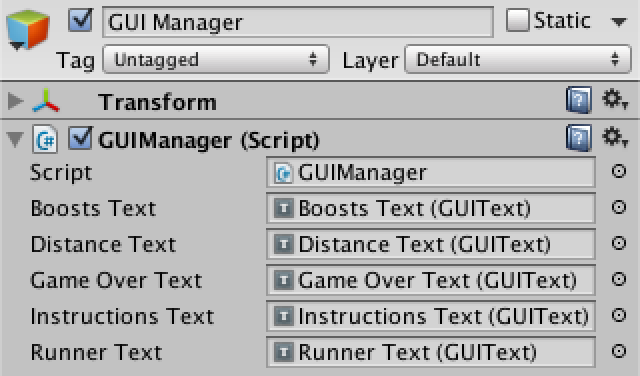 GUI Manager Static
Tag Untagged Layer Default
Transform
C# GUIManager (Script)
Script C# GUIManager
Boosts Text T Boosts Text (GUIText)
Distance Text T Distance Text (GUIText)
Game Over Text T Game Over Text (GUIText)
Instructions Text T Instructions Text (GUIText)
Runner Text T Runner Text (GUIText)